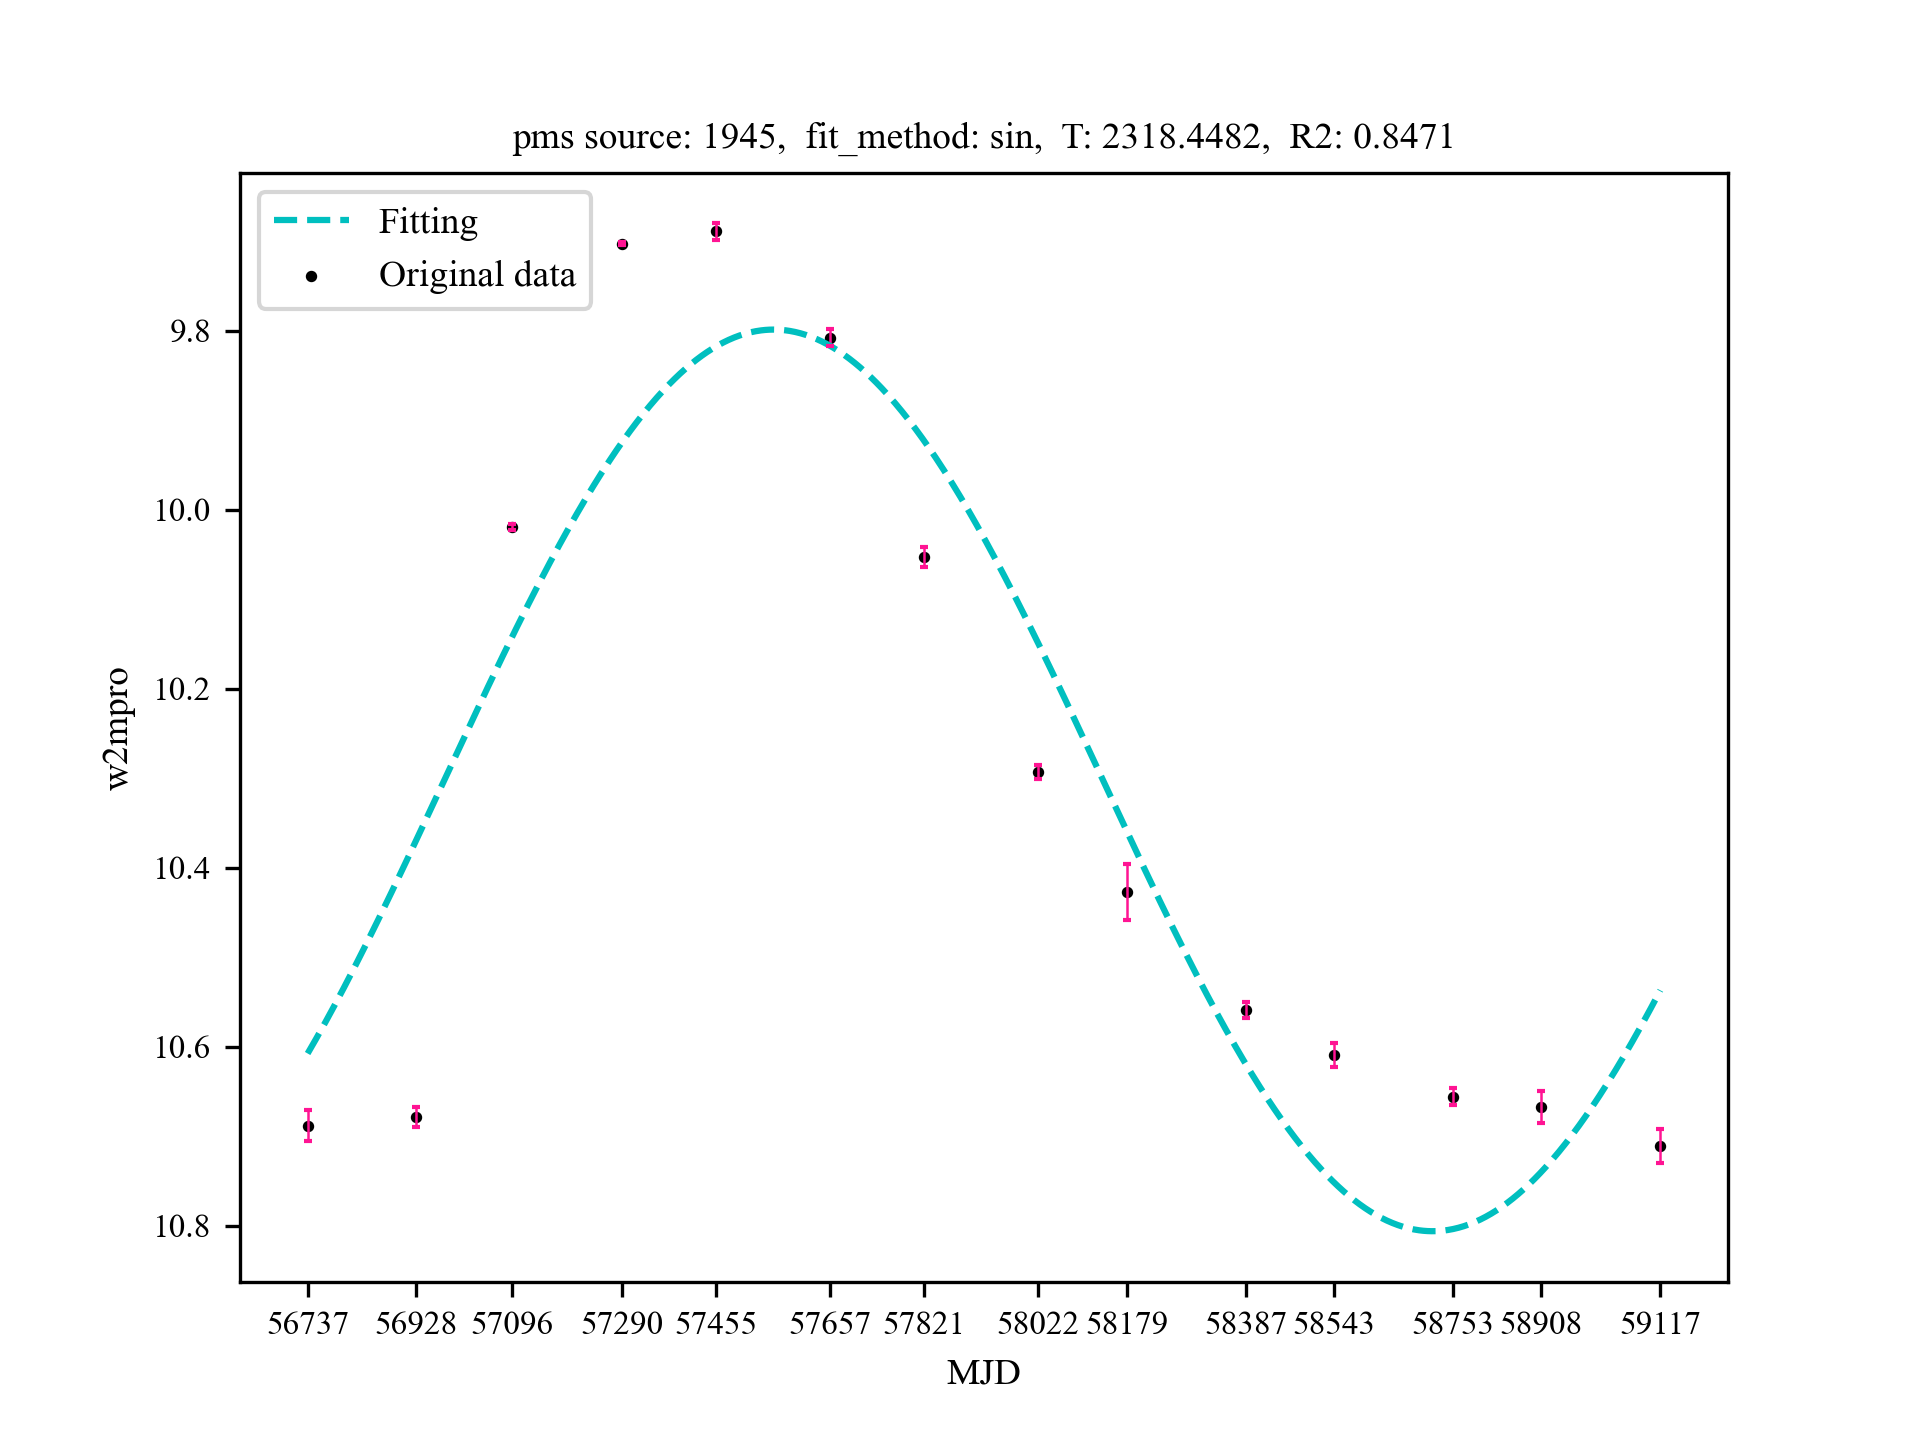 pms source: 1945, fit_method: sin, T: 2318.4482, R2: 0.8471
Fitting
Original data
9.8
10.0
10.2
10.4
10.6
10.8
w2mpro
56737 56928 57096 57290 57455 57657 57821 58022 58179 58387 58543 58753 58908 59117
MJD